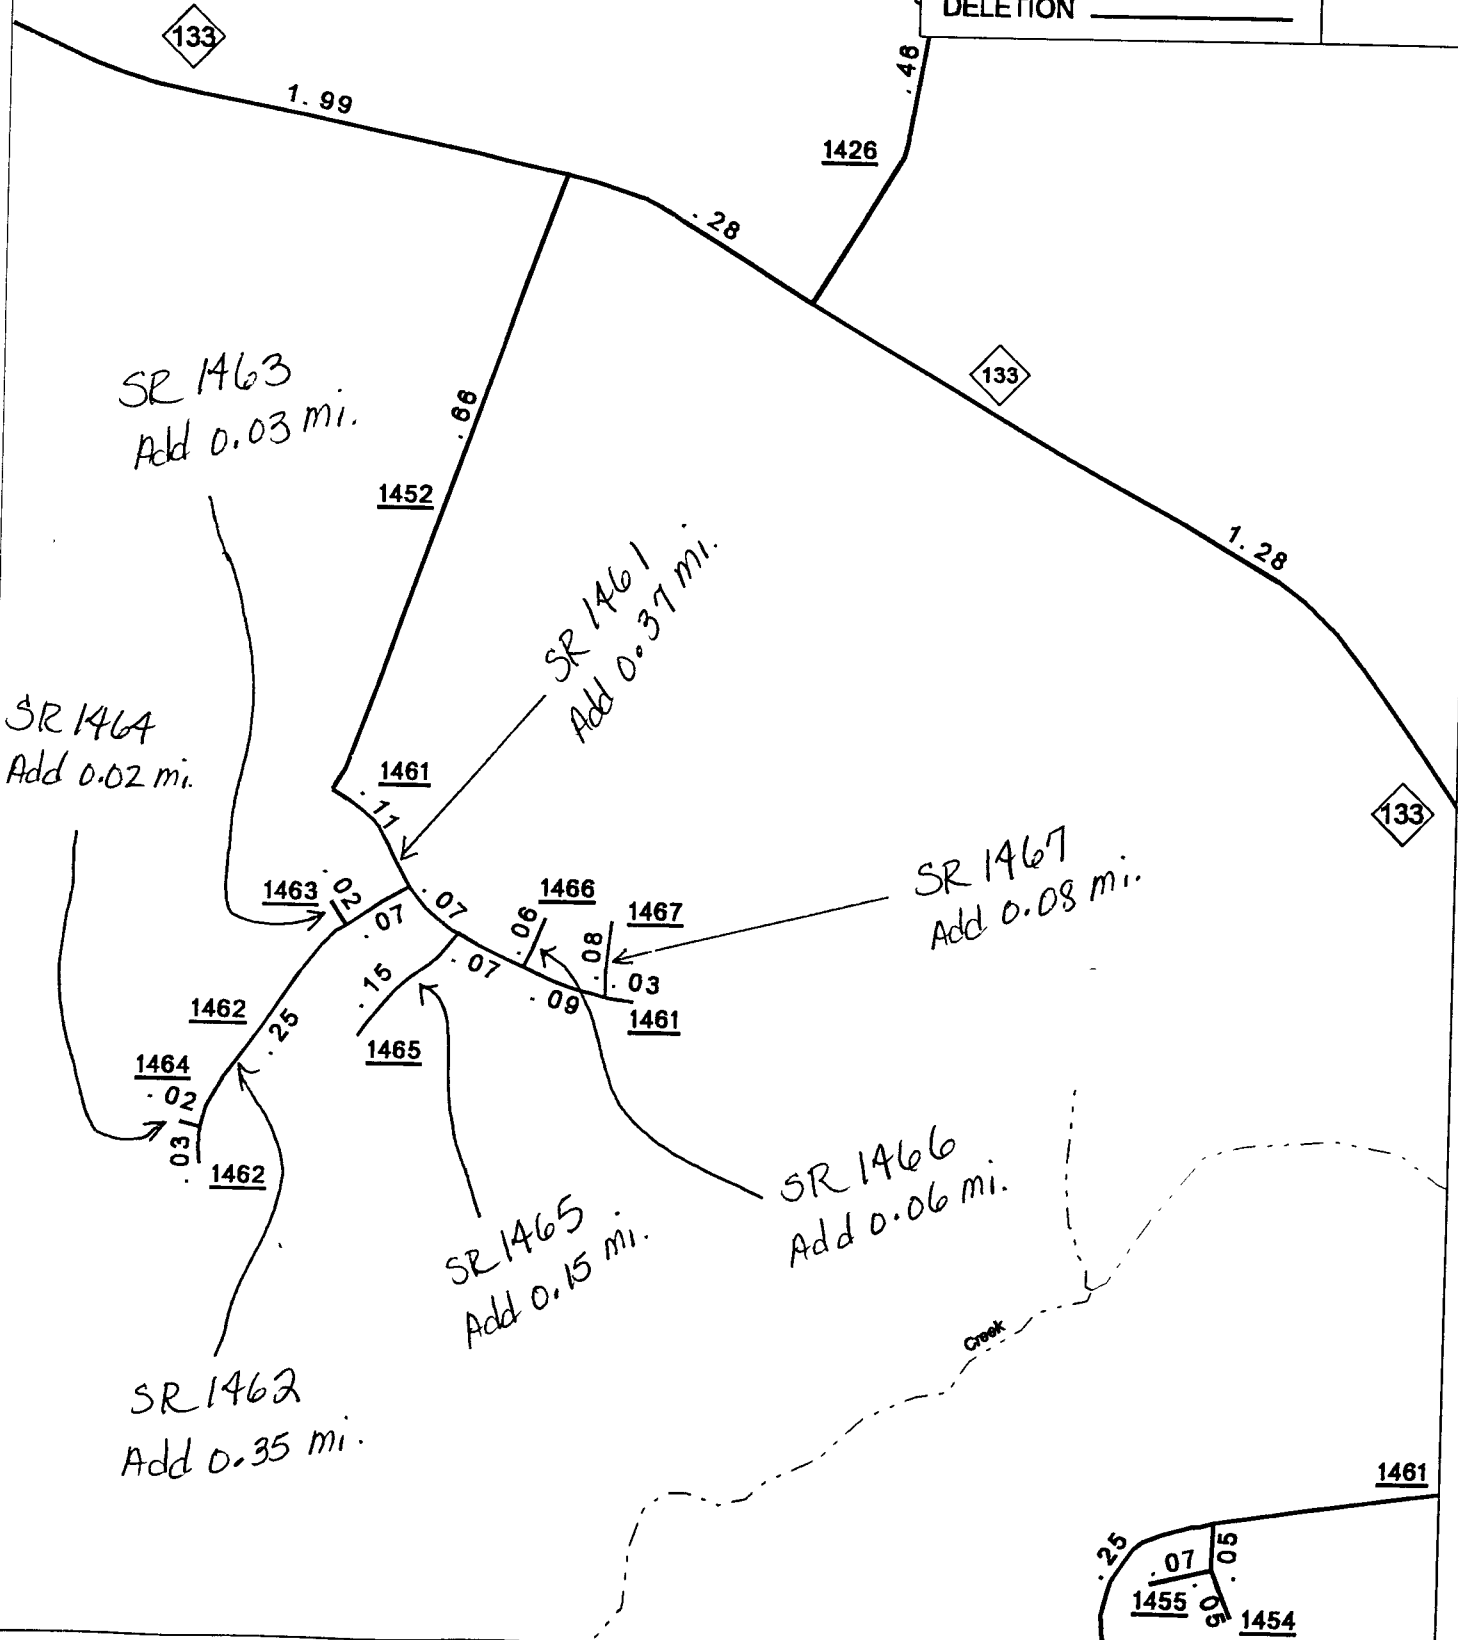 DELETION
133
1.99
.46
1426
.28
133
SR 1463
Add 0.03 mi.
.66
1452
1.28
SR 1461
Add 0.37 mi.
SR 1464
Add 0.02 mi.
1461
.11
133
1463
.02
.07
.07
1466
.06
1467
.08
SR 1467
Add 0.08 mi.
.07
.03
.09
1461
.15
1465
1462
.25
1464
.02
.03
1462
SR 1466
Add 0.06 mi.
SR 1465
Add 0.15 mi.
Creek
SR 1462
Add 0.35 mi.
1461
.25
.05
.07
1455
.05
1454